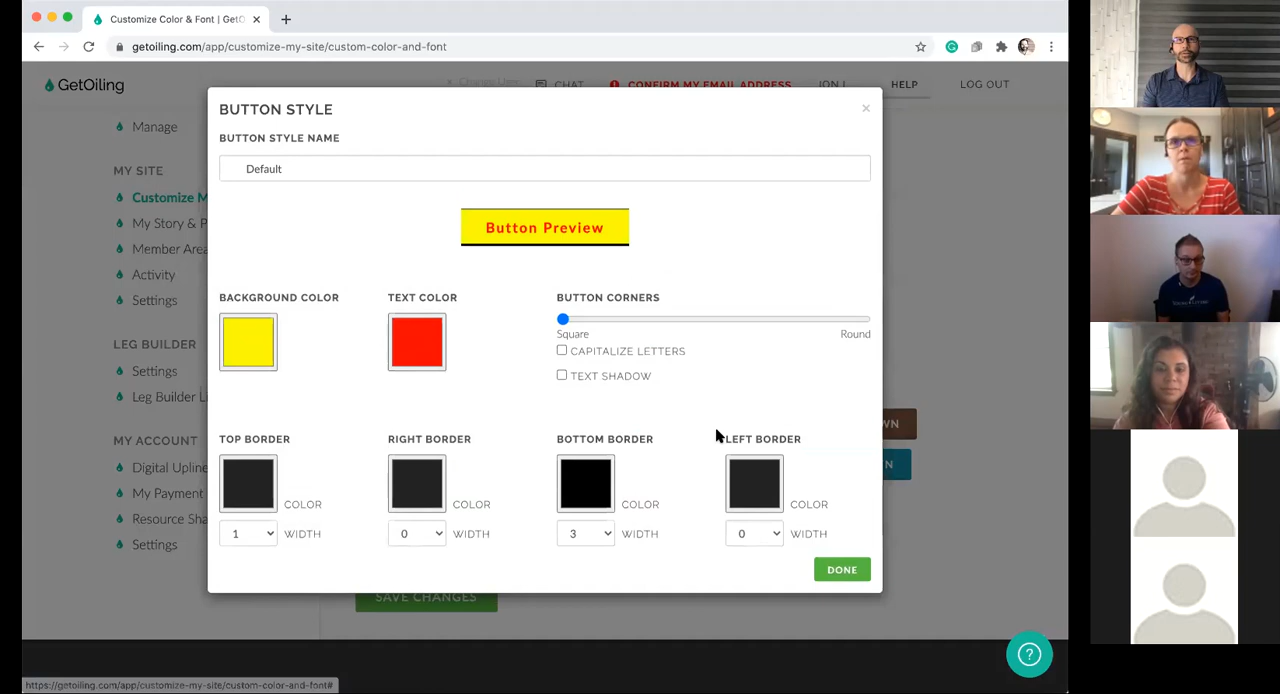 Customize Color & Font | GetO
getoiling.com/app/customize-my-site/custom-color-and-font
GetOiling
CHAT
CONFIRM MY EMAIL ADDRESS
HELP
LOG OUT
Manage
MY SITE
Customize M
My Story & P
Member Area
Activity
Settings
LEG BUILDER
Settings
Leg Builder Li
MY ACCOUNT
Digital Upline
My Payment
Resource Sha
Settings
BUTTON STYLE
×
BUTTON STYLE NAME
Default
Button Preview
BACKGROUND COLOR
TEXT COLOR
BUTTON CORNERS
Square Round
CAPITALIZE LETTERS
TEXT SHADOW
TOP BORDER
RIGHT BORDER
BOTTOM BORDER
LEFT BORDER
COLOR COLOR COLOR COLOR
1 WIDTH 0 WIDTH 3 WIDTH 0 WIDTH
DONE
WN
N
SAVE CHANGES
?
https://getoiling.com/app/customize-my-site/custom-color-and-font#